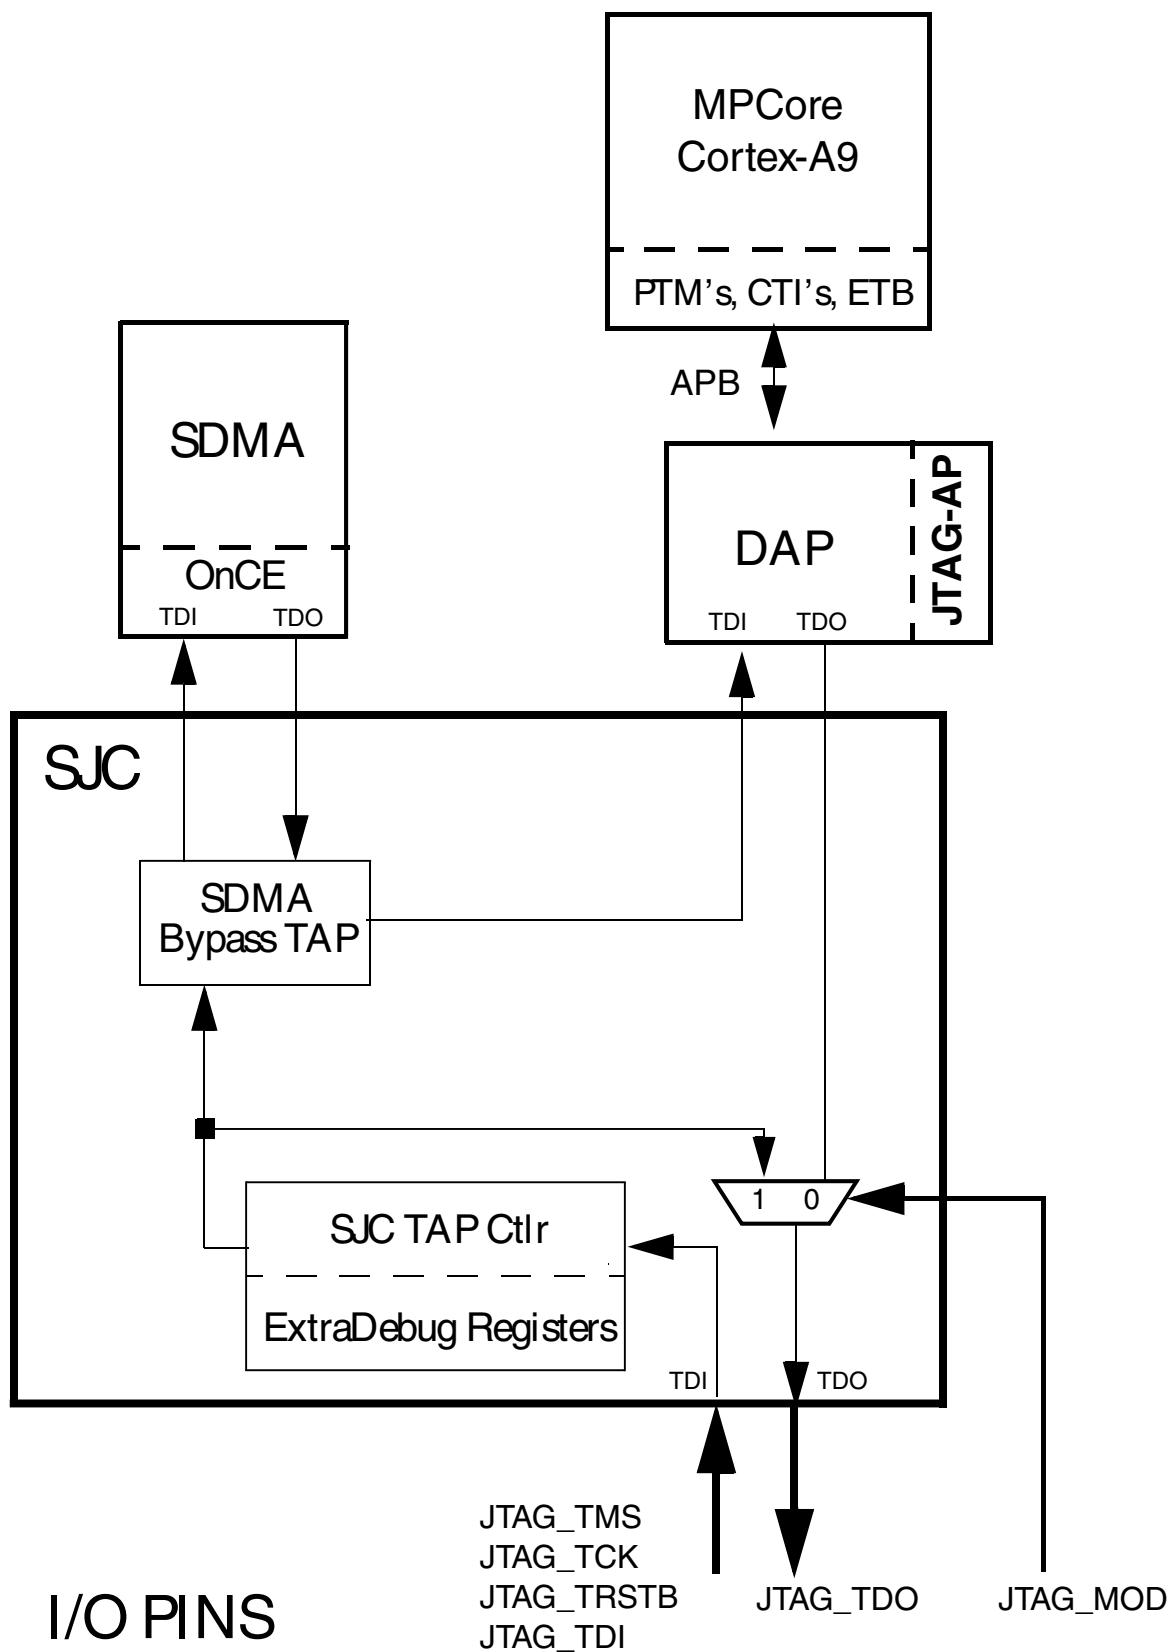 MPCore
Cortex-A9
PTM's, CTI's, ETB
APB
SDMA
OnCE
TDI TDO
DAP
JTAG-AP
TDI TDO
SJC
SDMA
Bypass TAP
1 0
SJC TAP Ctlr
ExtraDebug Registers
TDI TDO
JTAG_TMS
JTAG_TCK
JTAG_TRSTB
JTAG_TDI
JTAG_TDO
JTAG_MOD
I/O PINS